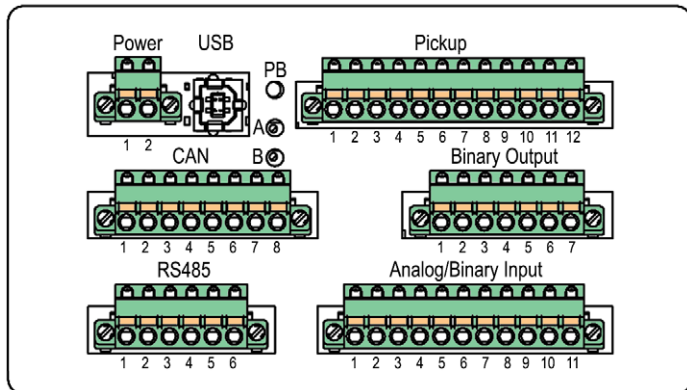 Power USB Pickup
PB
A
1 2
1 2 3 4 5 6 7 8 9 10 11 12
CAN B Binary Output
1 2 3 4 5 6 7 8
1 2 3 4 5 6 7
RS485 Analog/Binary Input
1 2 3 4 5 6
1 2 3 4 5 6 7 8 9 10 11